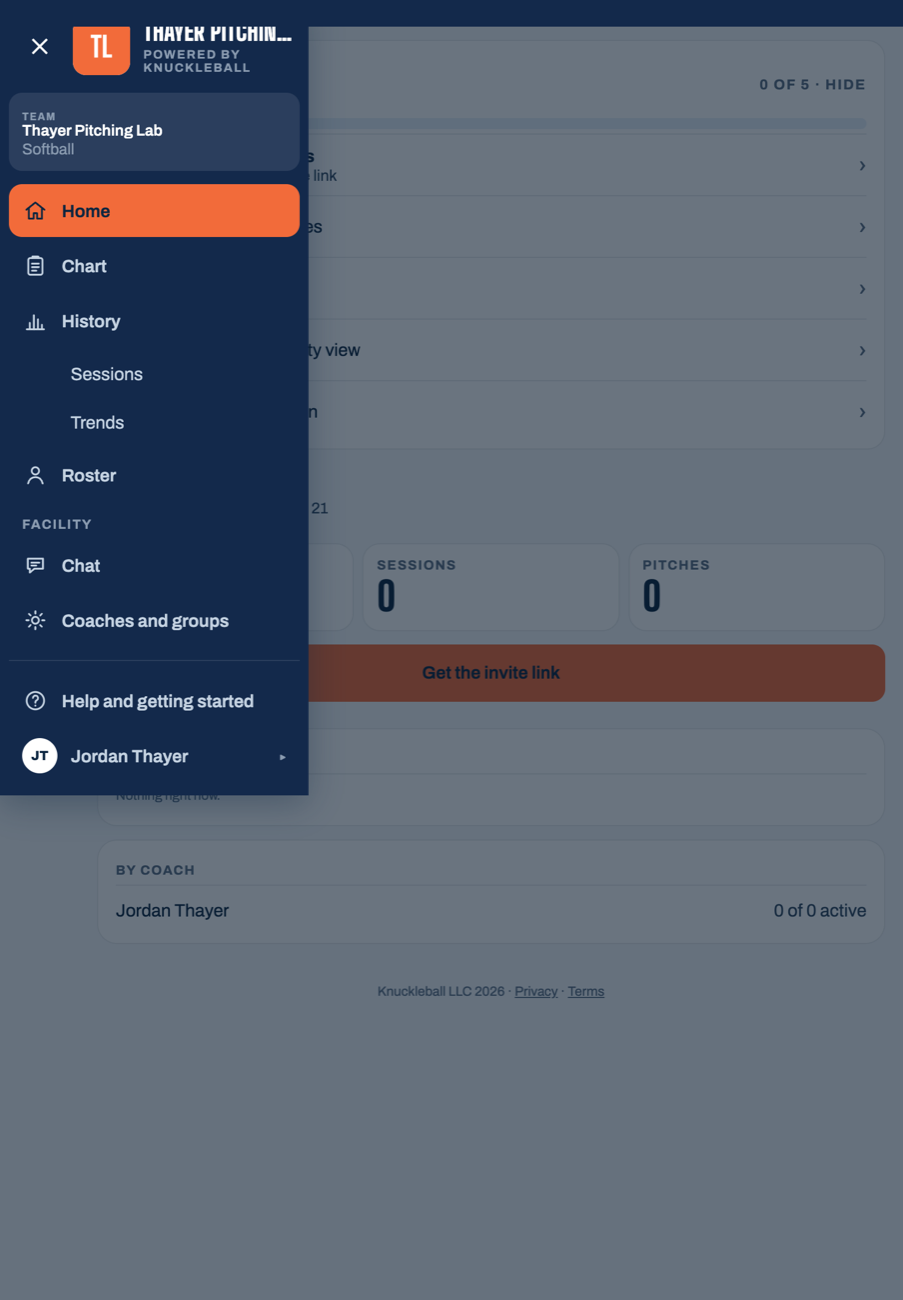 THAYER PITCHIN...
TL
POWERED BY
KNUCKLEBALL
TEAM
Thayer Pitching Lab
Softball
Home
Chart
History
Sessions
Trends
Roster
FACILITY
Chat
Coaches and groups
Help and getting started
JT
Jordan Thayer
0 OF 5 · HIDE
s
link
es
ty view
n
21
SESSIONS
0
PITCHES
0
Get the invite link
Nothing right now.
BY COACH
Jordan Thayer
0 of 0 active
Knuckleball LLC 2026 · Privacy · Terms